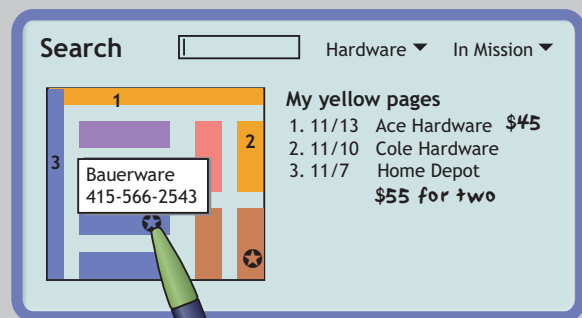 Search
Hardware
In Mission
1
2
3
Bauerware
415-566-2543
My yellow pages
1. 11/13 Ace Hardware $45
2. 11/10 Cole Hardware
3. 11/7 Home Depot
$55 for two